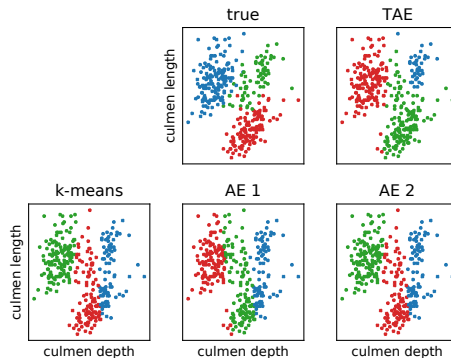 true
TAE
culmen length
k-means
AE 1
AE 2
culmen length
culmen depth
culmen depth
culmen depth